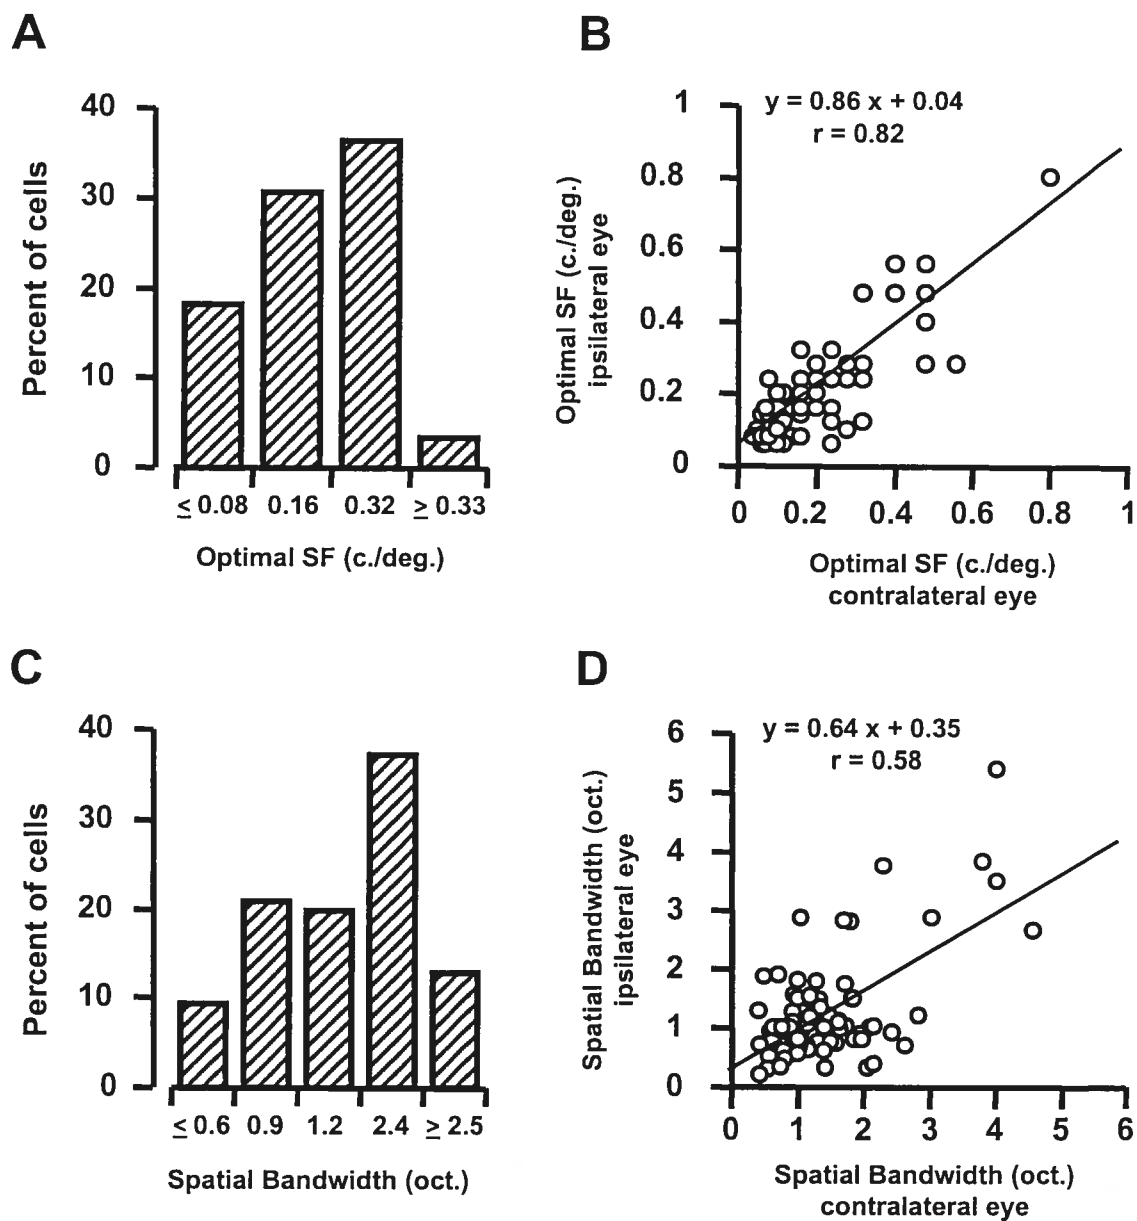 A
40
30
20
10
0
Percent of cells
≤ 0.08 0.16 0.32 ≥ 0.33
Optimal SF (c./deg.)
B
y = 0.86 x + 0.04
r = 0.82
1
0.8
0.6
0.4
0.2
0
Optimal SF (c./deg.)
ipsilateral eye
0 0.2 0.4 0.6 0.8 1
Optimal SF (c./deg.)
contralateral eye
C
40
30
20
10
0
Percent of cells
≤ 0.6 0.9 1.2 2.4 ≥ 2.5
Spatial Bandwidth (oct.)
D
y = 0.64 x + 0.35
r = 0.58
6
5
4
3
2
1
0
Spatial Bandwidth (oct.)
ipsilateral eye
0 1 2 3 4 5 6
Spatial Bandwidth (oct.)
contralateral eye